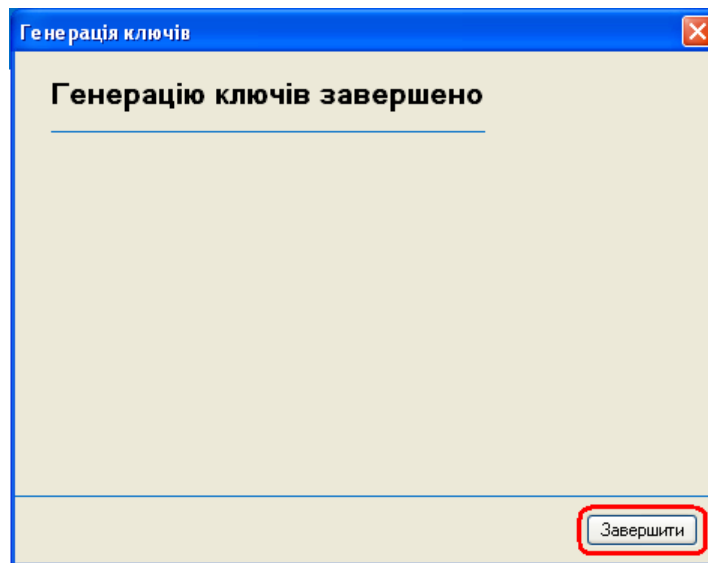 Генерація ключів
Генерацію ключів завершено
Завершити